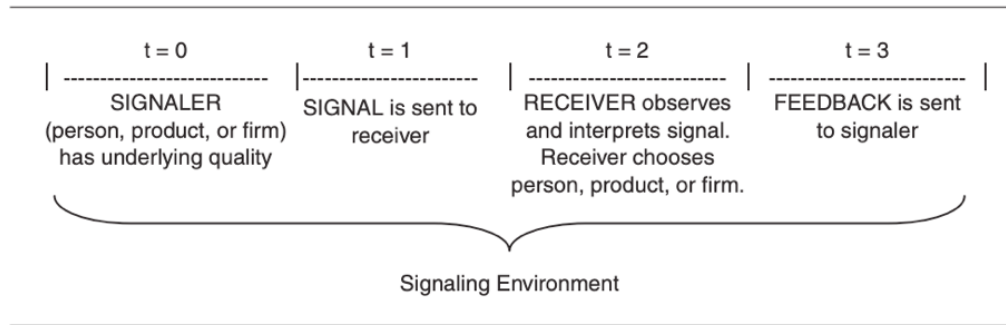 t = 0
SIGNALER
(person, product, or firm)
has underlying quality
t = 1
SIGNAL is sent to
receiver
t = 2
RECEIVER observes
and interprets signal.
Receiver chooses
person, product, or firm.
t = 3
FEEDBACK is sent
to signaler
Signaling Environment